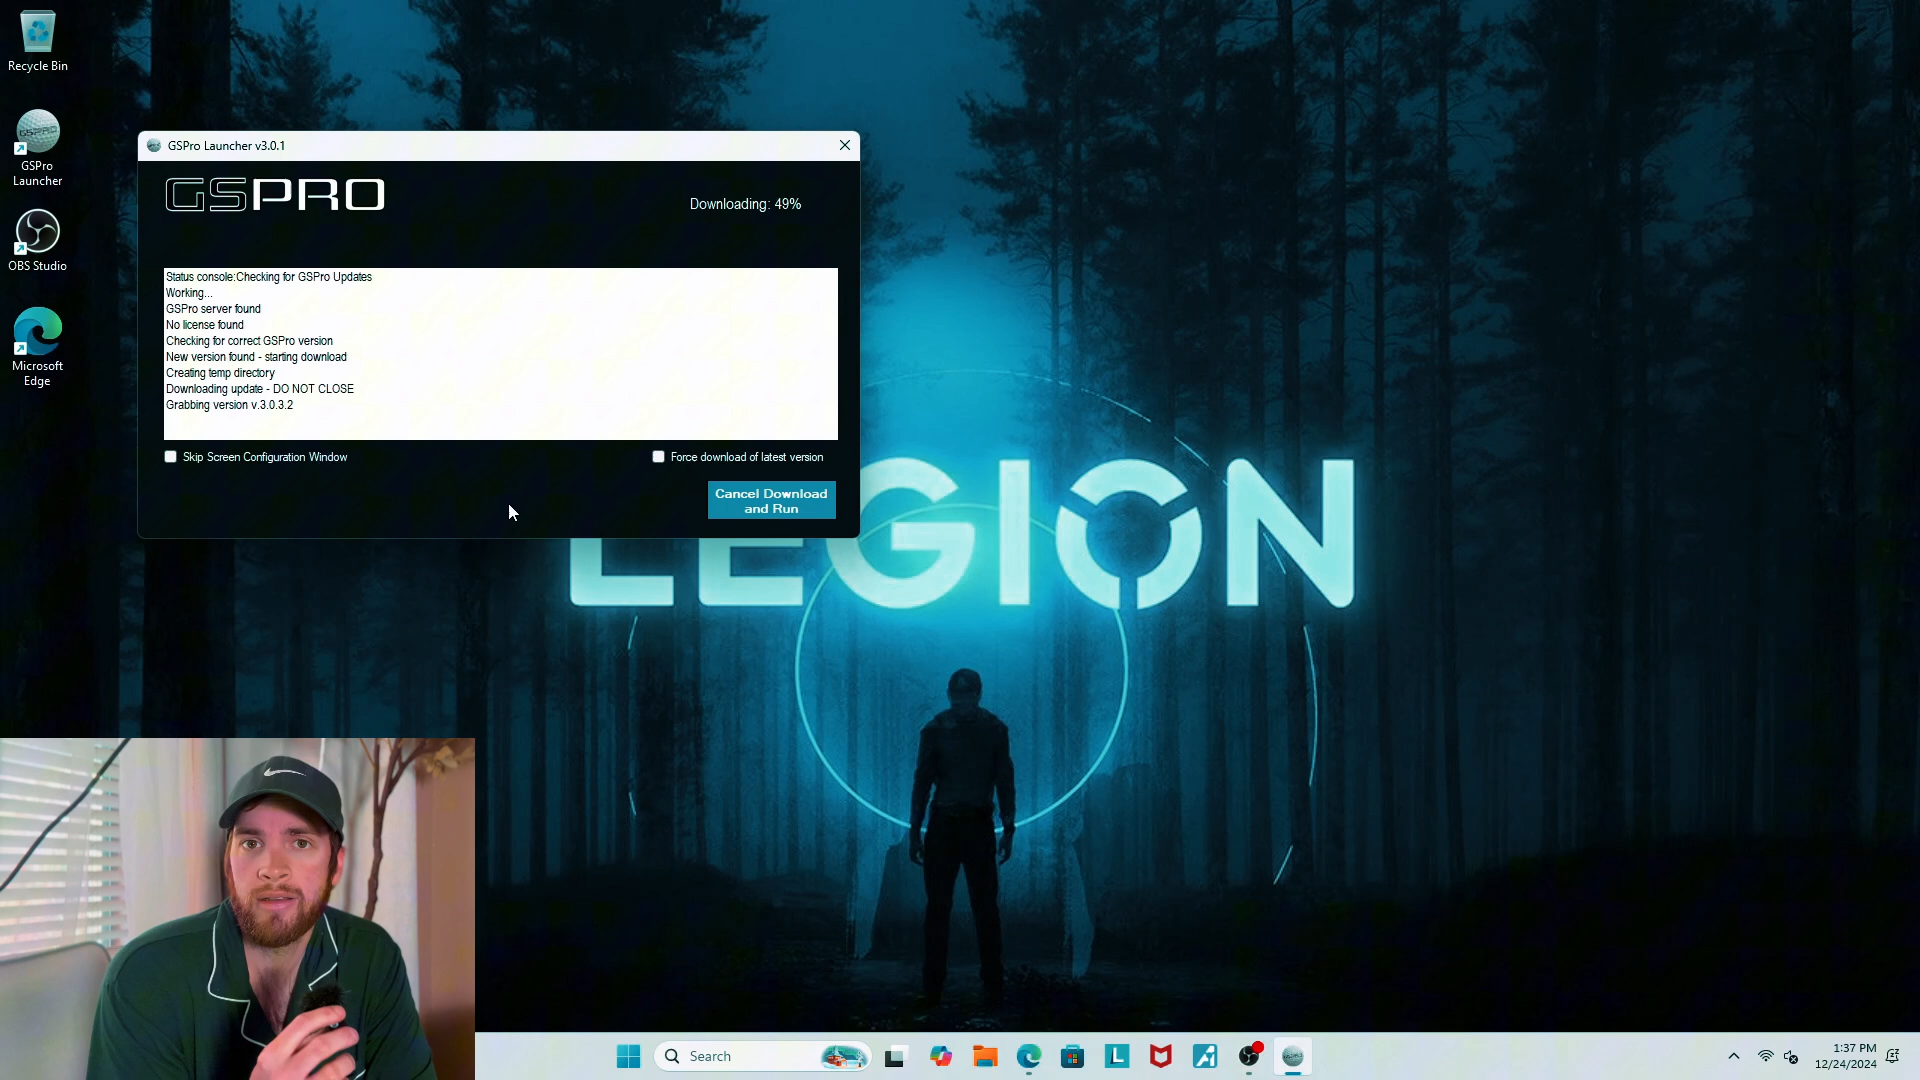 Recycle Bin
GSPro
Launcher
OBS Studio
Microsoft
Edge
GSPro Launcher v3.0.1
GSPRO
Downloading: 49%
Status console:Checking for GSPro Updates
Working...
GSPro server found
No license found
Checking for correct GSPro version
New version found - starting download
Creating temp directory
Downloading update - DO NOT CLOSE
Grabbing version v.3.0.3.2
Skip Screen Configuration Window
Force download of latest version
Cancel Download
and Run
LEGION
Search
L
1:37 PM
12/24/2024